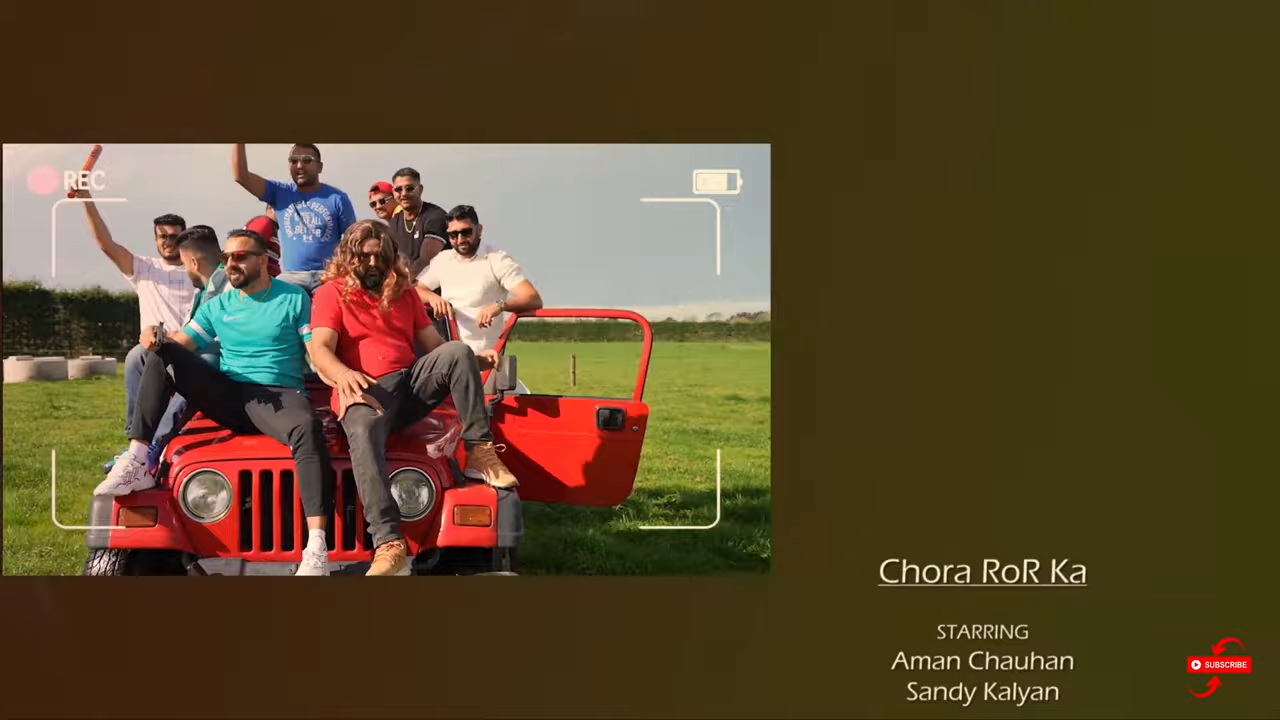 REC
Chora RoR Ka
STARRING
Aman Chauhan
Sandy Kalyan
SUBSCRIBE